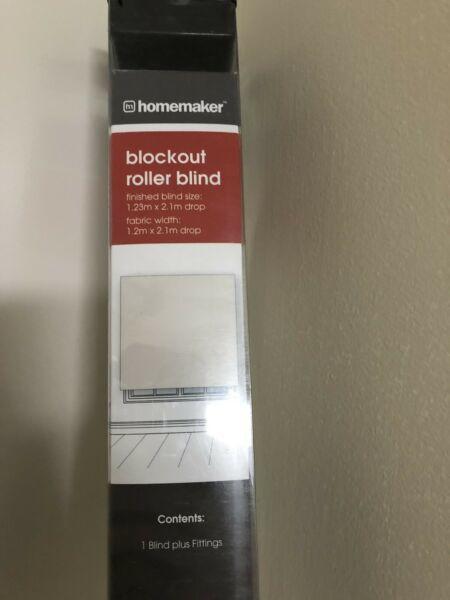 homemaker™
blockout
roller blind
finished blind size:
1.23m x 2.1m drop
fabric width:
1.2m x 2.1m drop
Contents:
1 Blind plus Fittings